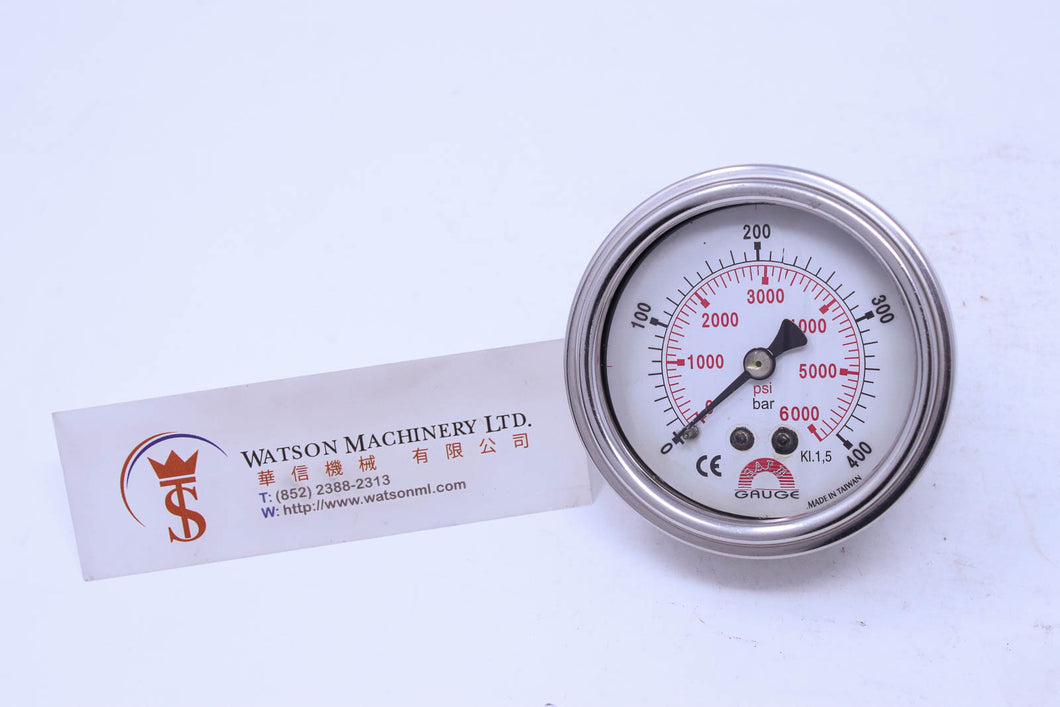 WATSON MACHINERY LTD.
華信機械 有限公司
T: (852) 2388-2313
W: http://www.watsonml.com
TS
200
100
300
3000
2000
4000
1000
5000
psi
0
bar
6000
0
400
Kl.1,5
CE
GAUGE
MADE IN TAIWAN